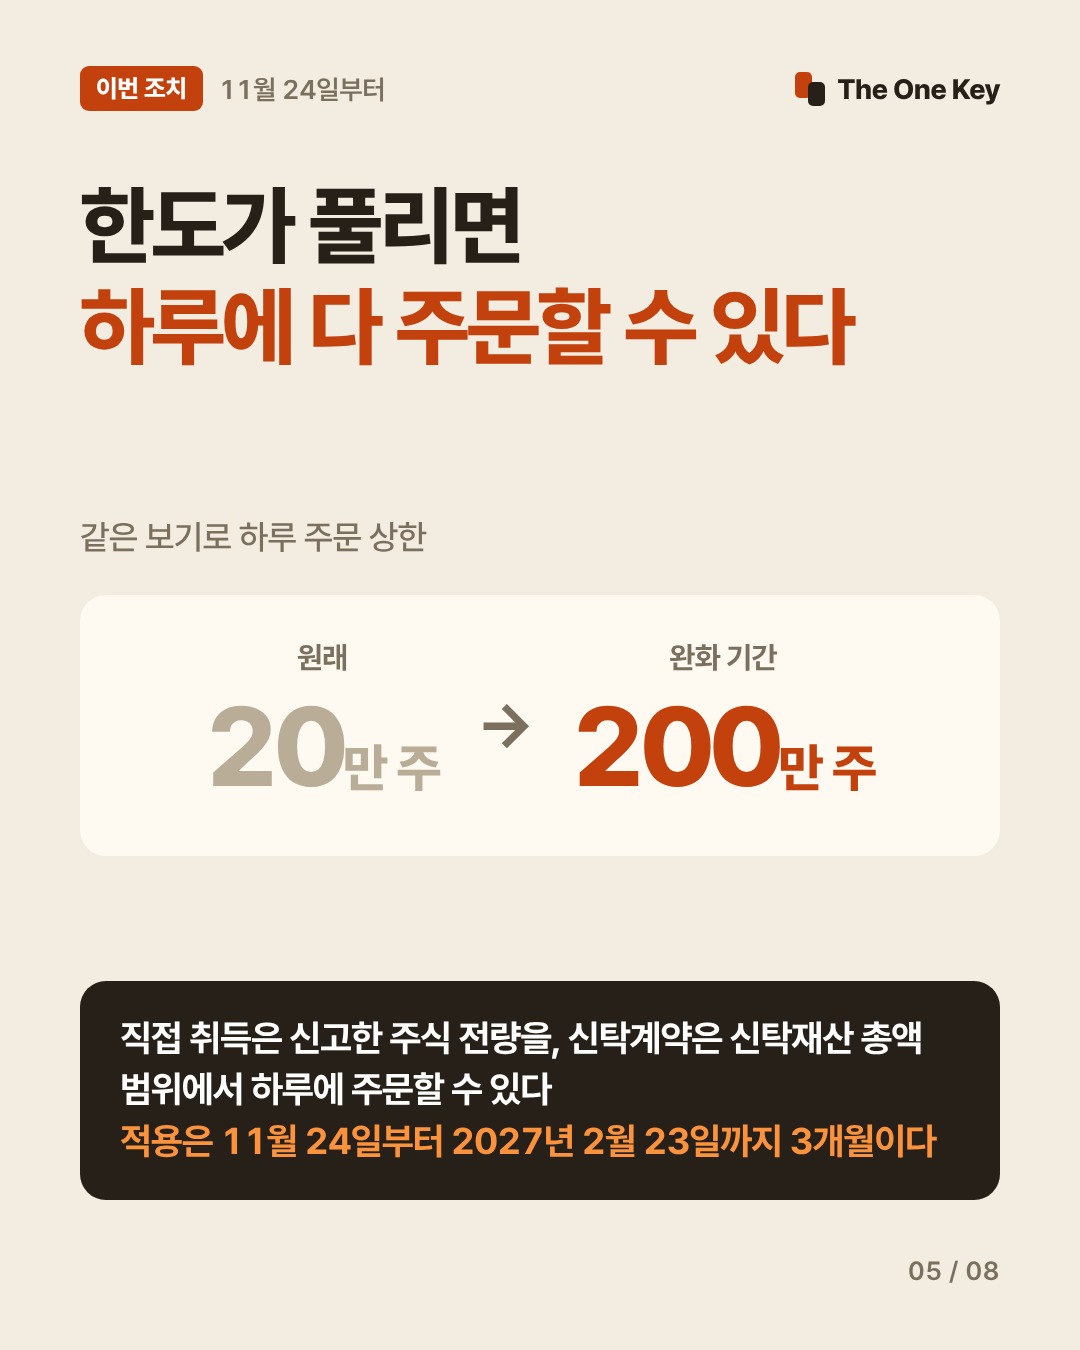 이번 조치 11월 24일부터
The One Key
한도가 풀리면
하루에 다 주문할 수 있다
같은 보기로 하루 주문 상한
원래
20만 주
→
완화 기간
200만 주
직접 취득은 신고한 주식 전량을, 신탁계약은 신탁재산 총액
범위에서 하루에 주문할 수 있다
적용은 11월 24일부터 2027년 2월 23일까지 3개월이다
05 / 08